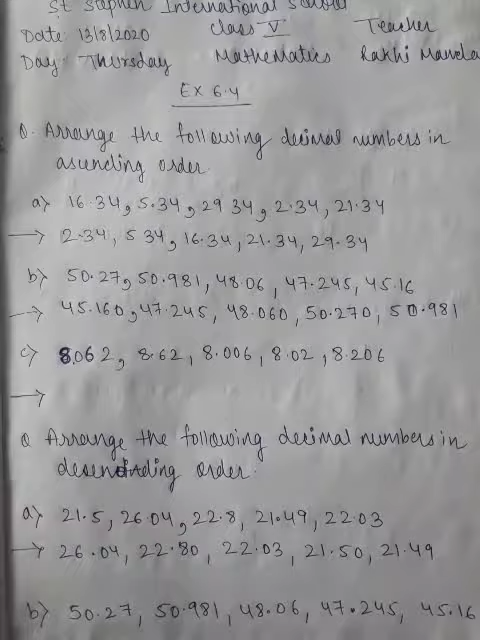 St Stephen International School
Date: 13/8/2020 Class V Teacher
Day: Thursday Mathematics Rakhi
Ex 6.4
Q. Arrange the following decimal numbers in
ascending order.
a) 16.34, 5.34, 29 34, 2.34, 21.34
→ 2.34, 5 34, 16.34, 21.34, 29.34
b) 50.27, 50.981, 48.06, 47.245, 45.16
→ 45.160, 47.245, 48.060, 50.270, 50.981
c) 8.062, 8.62, 8.006, 8.02, 8.206
→
Q Arrange the following decimal numbers in
desending order.
a) 21.5, 26.04, 22.8, 21.49, 22.03
→ 26.04, 22.80, 22.03, 21.50, 21.49
b) 50.27, 50.981, 48.06, 47.245, 45.16